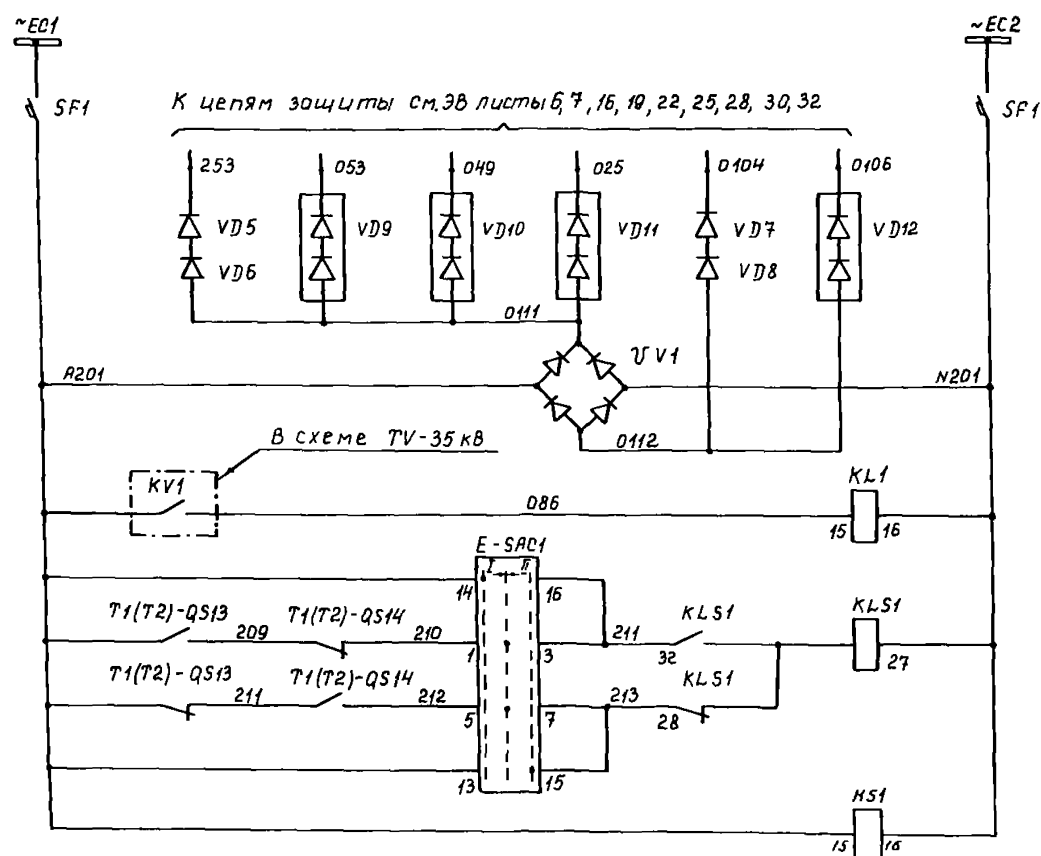 ~EC1
~EC2
SF1
SF1
К цепям защиты см.ЭВ листы 6, 7, 16, 19, 22, 25, 28, 30, 32
253
053
049
025
0104
0106
VD5
VD9
VD10
VD11
VD7
VD12
VD6
VD8
0111
UV1
A201
N201
0112
В схеме TV-35 кВ
KV1
086
KL1
15
16
E-SAC1
I
II
14
16
T1(T2)-QS13
209
T1(T2)-QS14
210
1
3
211
KLS1
32
KLS1
27
T1(T2)-QS13
211
T1(T2)-QS14
212
5
7
213
KLS1
28
13
15
HS1
15
16